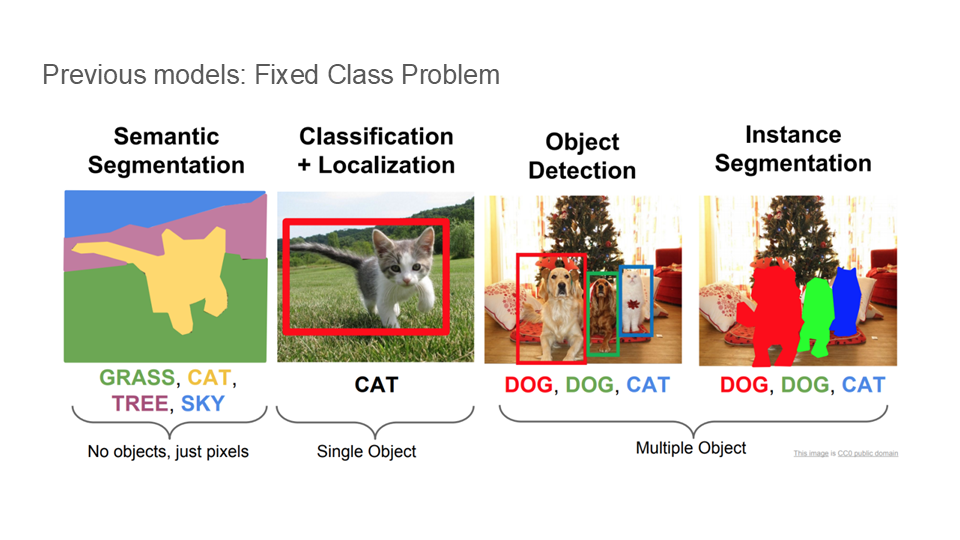 Previous models: Fixed Class Problem
Semantic
Segmentation
Classification
+ Localization
Object
Detection
Instance
Segmentation
GRASS, CAT,
TREE, SKY
CAT
DOG, DOG, CAT
DOG, DOG, CAT
No objects, just pixels
Single Object
Multiple Object
This image is CC0 public domain